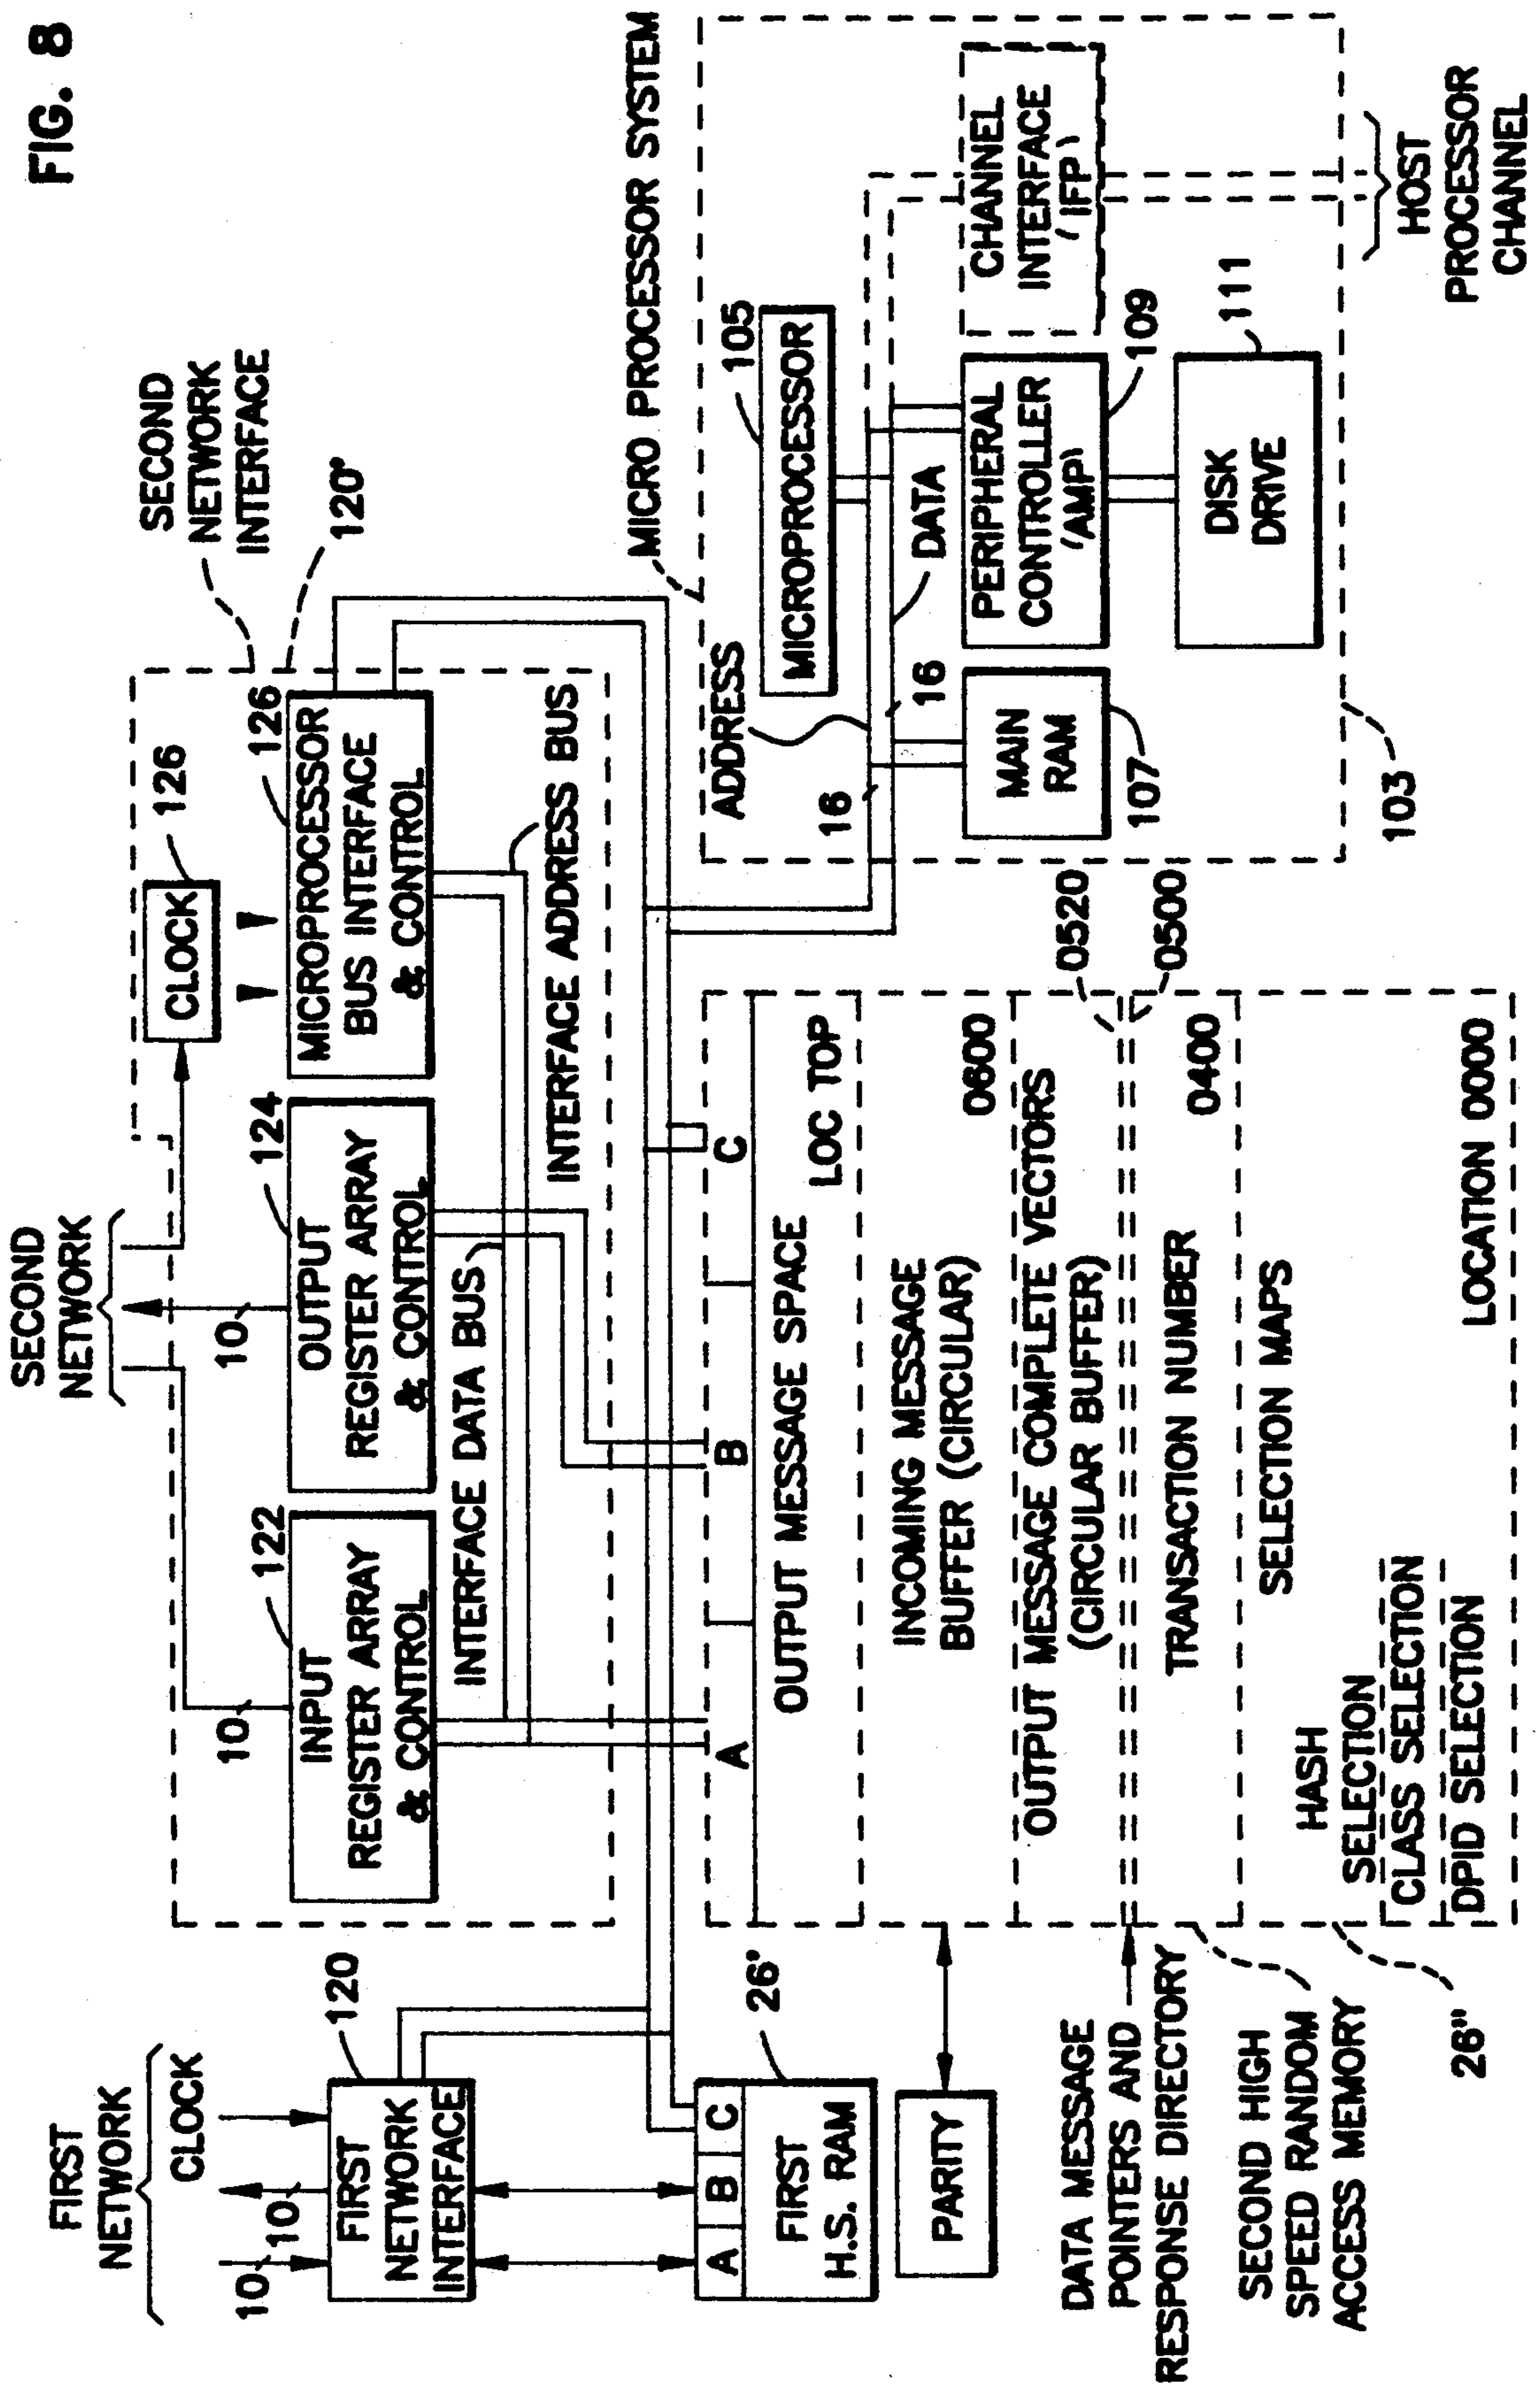 FIG. 8
FIRST
NETWORK
CLOCK
10
10
120
FIRST
NETWORK
INTERFACE
A
B
C
FIRST
H.S. RAM
26'
PARITY
DATA MESSAGE
POINTERS AND
RESPONSE DIRECTORY
SECOND HIGH
SPEED RANDOM
ACCESS MEMORY
26"
SECOND
NETWORK
10
10
122
INPUT
REGISTER ARRAY
& CONTROL
124
OUTPUT
REGISTER ARRAY
& CONTROL
CLOCK
126
126
MICROPROCESSOR
BUS INTERFACE
& CONTROL
SECOND
NETWORK
INTERFACE
120"
INTERFACE DATA BUS
INTERFACE ADDRESS BUS
A
B
C
OUTPUT MESSAGE SPACE
LOC TOP
INCOMING MESSAGE
BUFFER (CIRCULAR)
0600
OUTPUT MESSAGE COMPLETE VECTORS
(CIRCULAR BUFFER)
0520
0500
TRANSACTION NUMBER
0400
SELECTION MAPS
HASH
SELECTION
CLASS SELECTION
DPID SELECTION
LOCATION 0000
MICRO PROCESSOR SYSTEM
105
MICROPROCESSOR
ADDRESS
16
16
DATA
MAIN
RAM
107
PERIPHERAL
CONTROLLER
'AMP'
109
DISK
DRIVE
111
CHANNEL
INTERFACE
'IFP'
103
HOST
PROCESSOR
CHANNEL